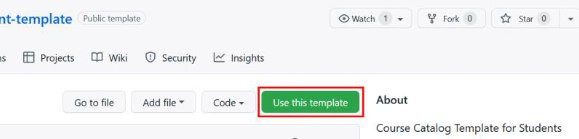 nt-template Public template Watch 1 Fork 0 Star 0
Projects Wiki Security Insights
Go to file Add file Code Use this template About
Course Catalog Template for Students